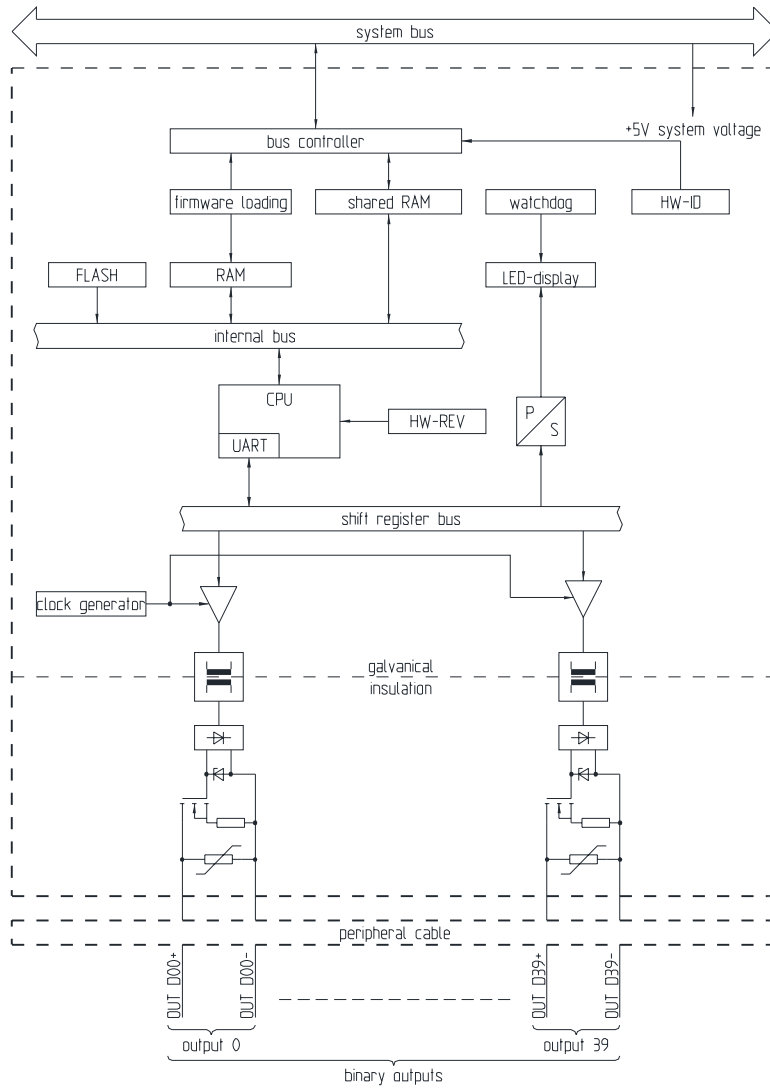 system bus
+5V system voltage
bus controller
firmware loading
shared RAM
watchdog
HW-ID
FLASH
RAM
LED-display
internal bus
CPU
HW-REV
P
S
UART
shift register bus
clock generator
galvanical
insulation
peripheral cable
OUT D00+
OUT D00-
OUT D39+
OUT D39-
output 0
output 39
binary outputs